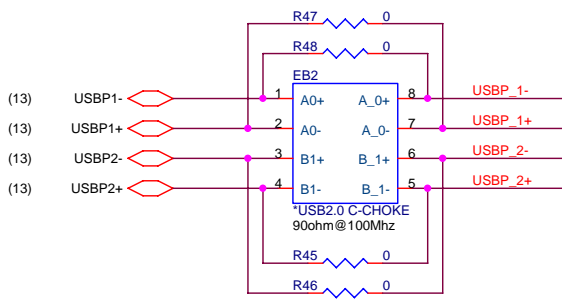 R47 0
R48 0
EB2
(13) USBP1- 1 A0+ A_0+ 8 USBP_1-
(13) USBP1+ 2 A0- A_0- 7 USBP_1+
(13) USBP2- 3 B1+ B_1+ 6 USBP_2-
(13) USBP2+ 4 B1- B_1- 5 USBP_2+
*USB2.0 C-CHOKE
90ohm@100Mhz
R45 0
R46 0